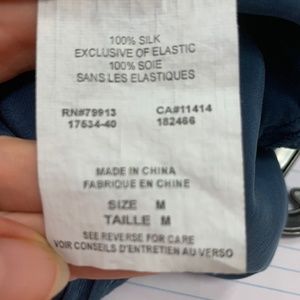 100% SILK
EXCLUSIVE OF ELASTIC
100% SOIE
SANS LES ELASTIQUES
RN#79913 CA#11414
17534-40 182466
MADE IN CHINA
FABRIQUE EN CHINE
SIZE M
TAILLE M
SEE REVERSE FOR CARE
VOIR CONSEILS D'ENTRETIEN AU VERSO